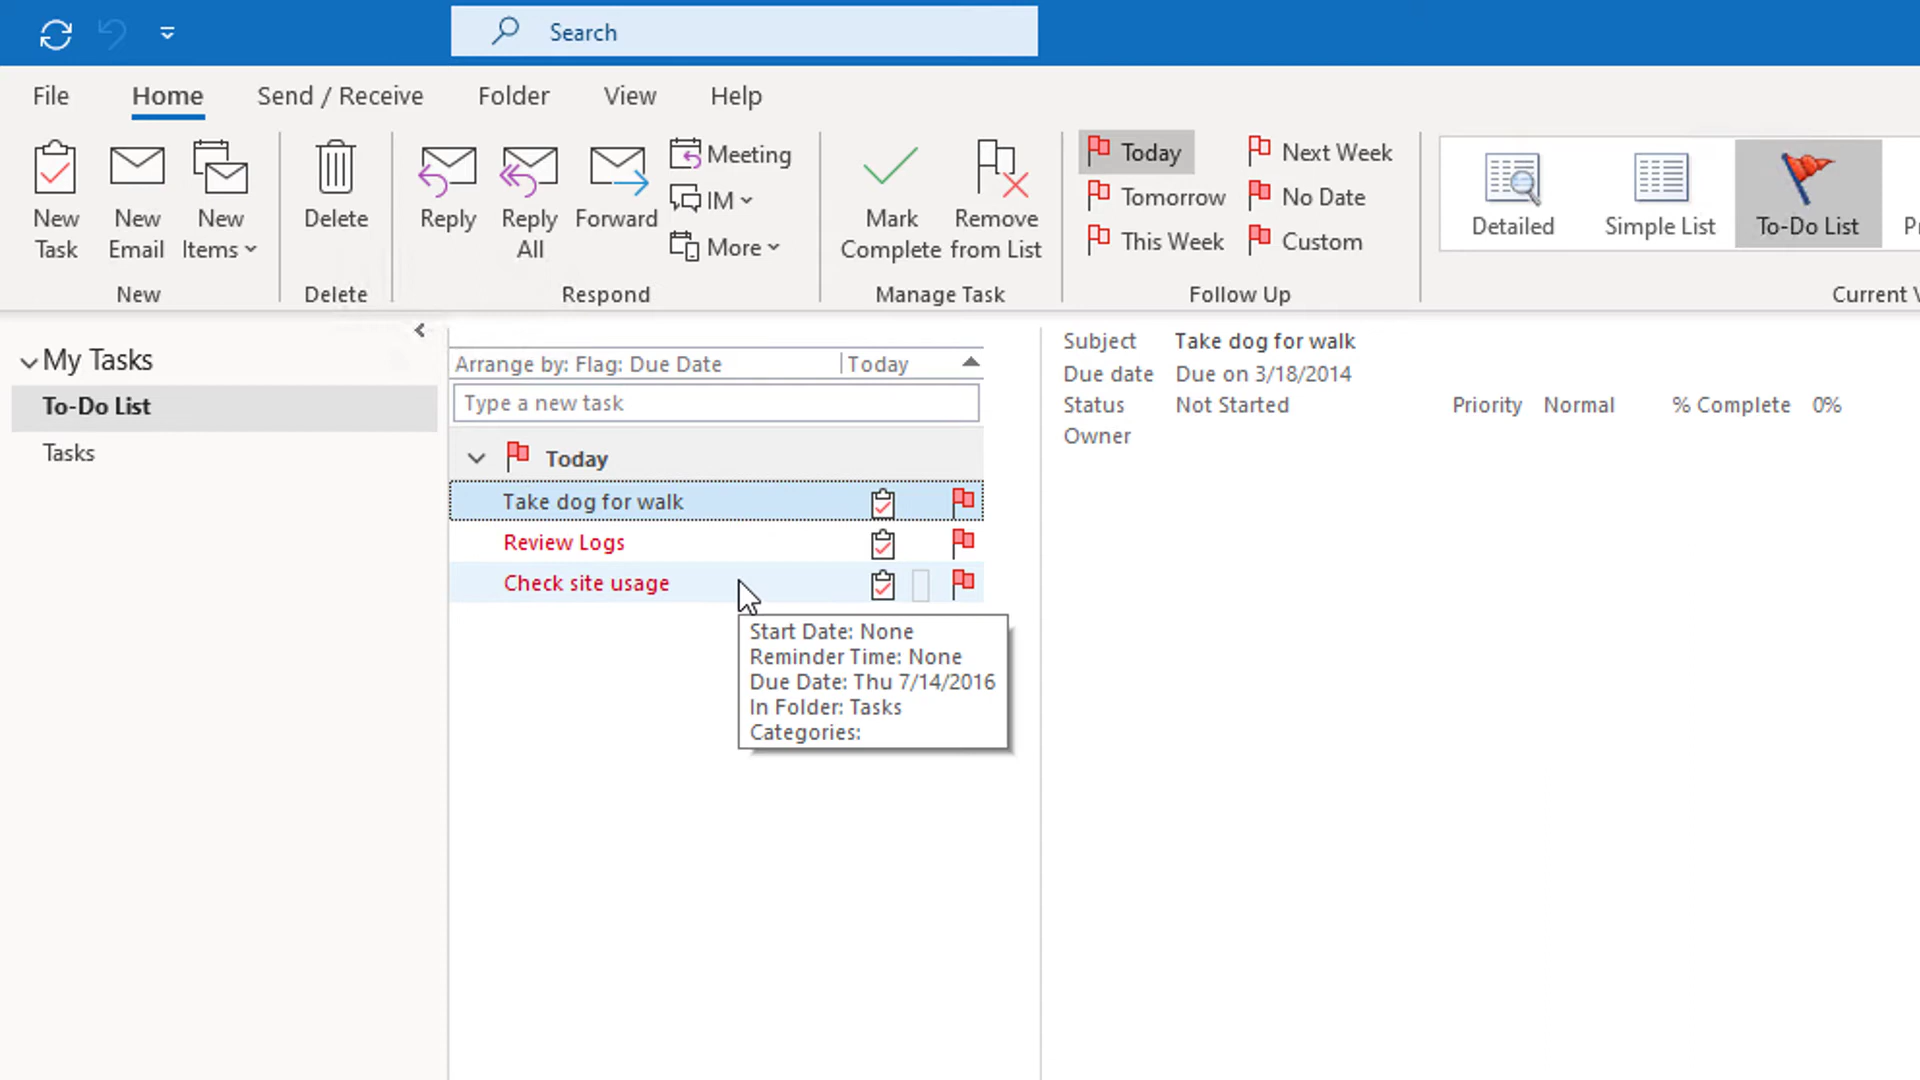 Search
File Home Send / Receive Folder View Help
New Task
New Email
New Items
New
Delete
Delete
Reply
Reply All
Forward
Meeting
IM
More
Respond
Mark Complete
Remove from List
Manage Task
Today
Tomorrow
This Week
Next Week
No Date
Custom
Follow Up
Detailed
Simple List
To-Do List
Current
My Tasks
To-Do List
Tasks
Arrange by: Flag: Due Date Today
Type a new task
Today
Take dog for walk
Review Logs
Check site usage
Start Date: None
Reminder Time: None
Due Date: Thu 7/14/2016
In Folder: Tasks
Categories:
Subject Take dog for walk
Due date Due on 3/18/2014
Status Not Started Priority Normal % Complete 0%
Owner